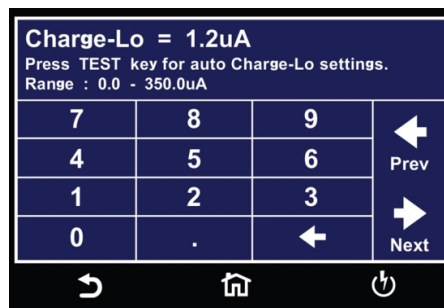 Charge-Lo = 1.2uA
Press TEST key for auto Charge-Lo settings.
Range : 0.0 - 350.0uA
7 8 9
4 5 6 Prev
1 2 3
0 . Next